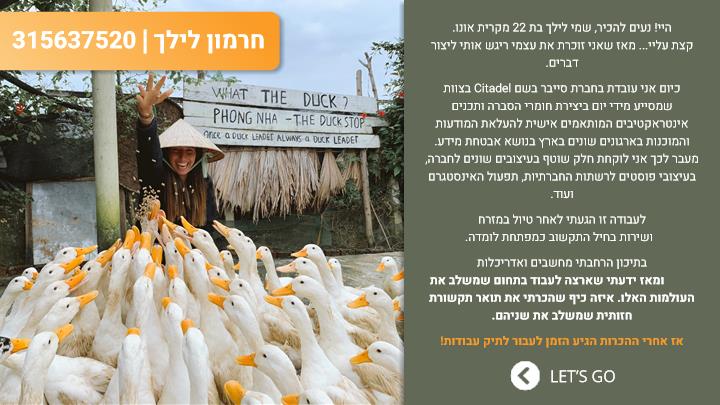 חרמון לילך | 315637520
WHAT THE DUCK ?
PHONG NHA - THE DUCK STOP
ONCE A DUCK LEADER ALWAYS A DUCK LEADER
היי! נעים להכיר, שמי לילך בת 22 מקרית אונו.
קצת עליי... מאז שאני זוכרת את עצמי ריגש אותי ליצור
דברים.
כיום אני עובדת בחברת סייבר בשם Citadel בצוות
שמסייע מידי יום ביצירת חומרי הסברה ותכנים
אינטראקטיבים המותאמים אישית להעלאת המודעות
והמוכנות בארגונים שונים בארץ בנושא אבטחת מידע.
מעבר לכך אני לוקחת חלק שוטף בעיצובים שונים לחברה,
בעיצובי פוסטים לרשתות החברתיות, תפעול האינסטגרם
ועוד.
לעבודה זו הגעתי לאחר טיול במזרח
ושירות בחיל התקשוב כמפתחת לומדה.
בתיכון הרחבתי מחשבים ואדריכלות
ומאז ידעתי שארצה לעבוד בתחום שמשלב את
העולמות האלו. איזה כיף שהכרתי את תואר תקשורת
חזותית שמשלב את שניהם.
אז אחרי ההכרות הגיע הזמן לעבור לתיק עבודות!
LET'S GO